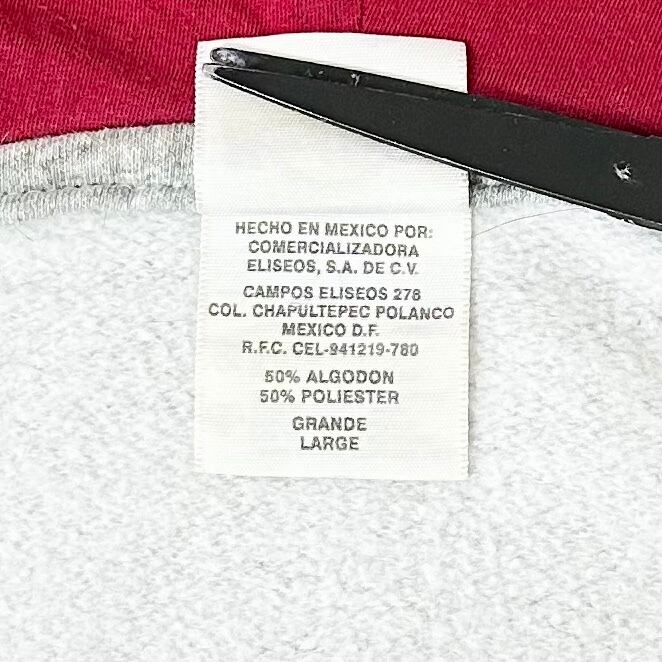 HECHO EN MEXICO POR:
COMERCIALIZADORA
ELISEOS, S.A. DE C.V.
CAMPOS ELISEOS 278
COL. CHAPULTEPEC POLANCO
MEXICO D.F.
R.F.C. CEL-941219-780
50% ALGODON
50% POLIESTER
GRANDE
LARGE